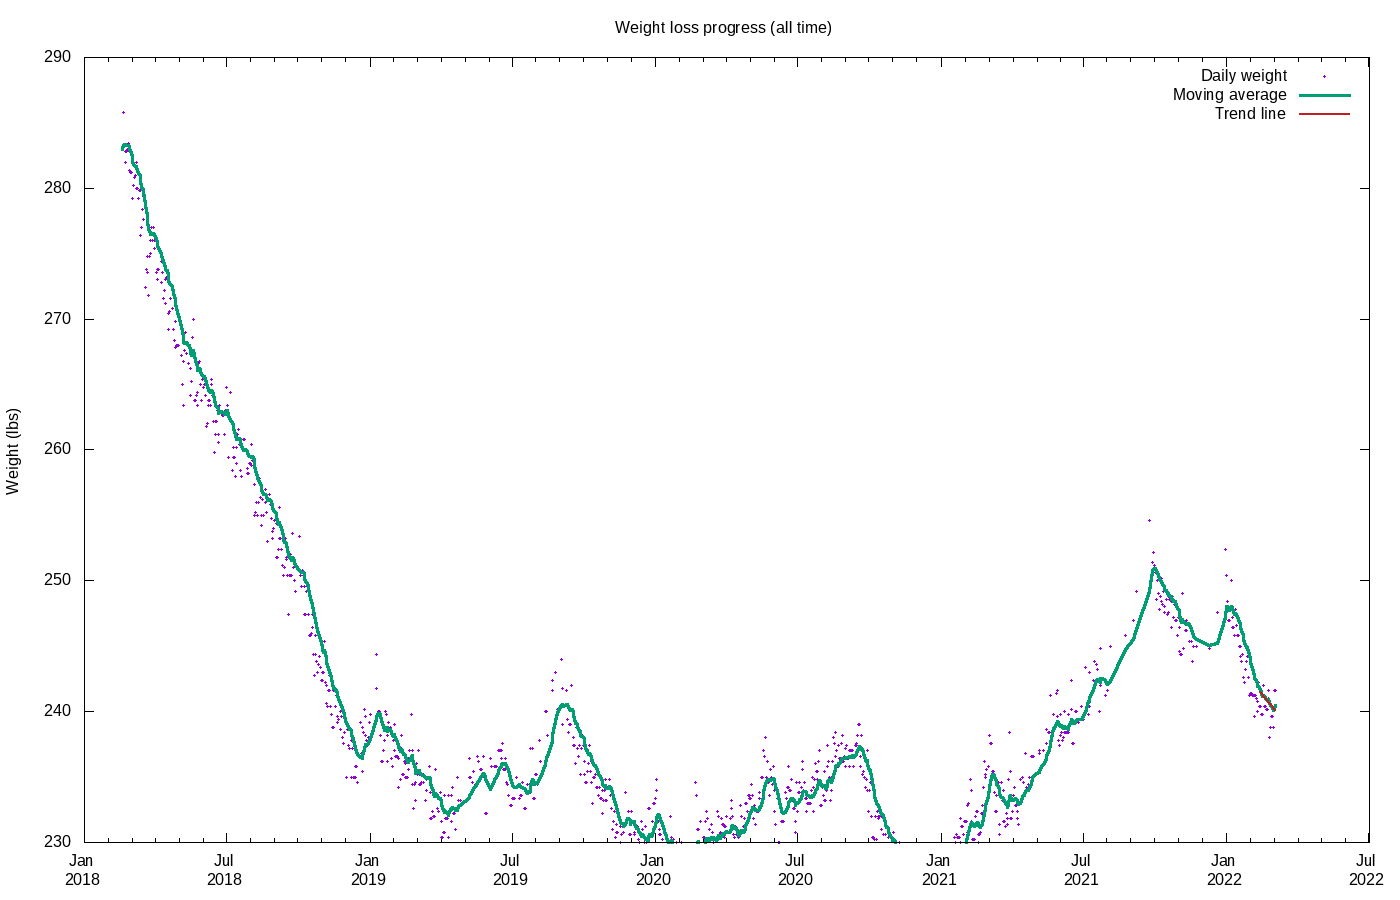 Weight loss progress (all time)
Daily weight
Moving average
Trend line
Weight (lbs)
290
280
270
260
250
240
230
Jan Jul Jan Jul Jan Jul Jan Jul Jan Jul
2018 2018 2019 2019 2020 2020 2021 2021 2022 2022